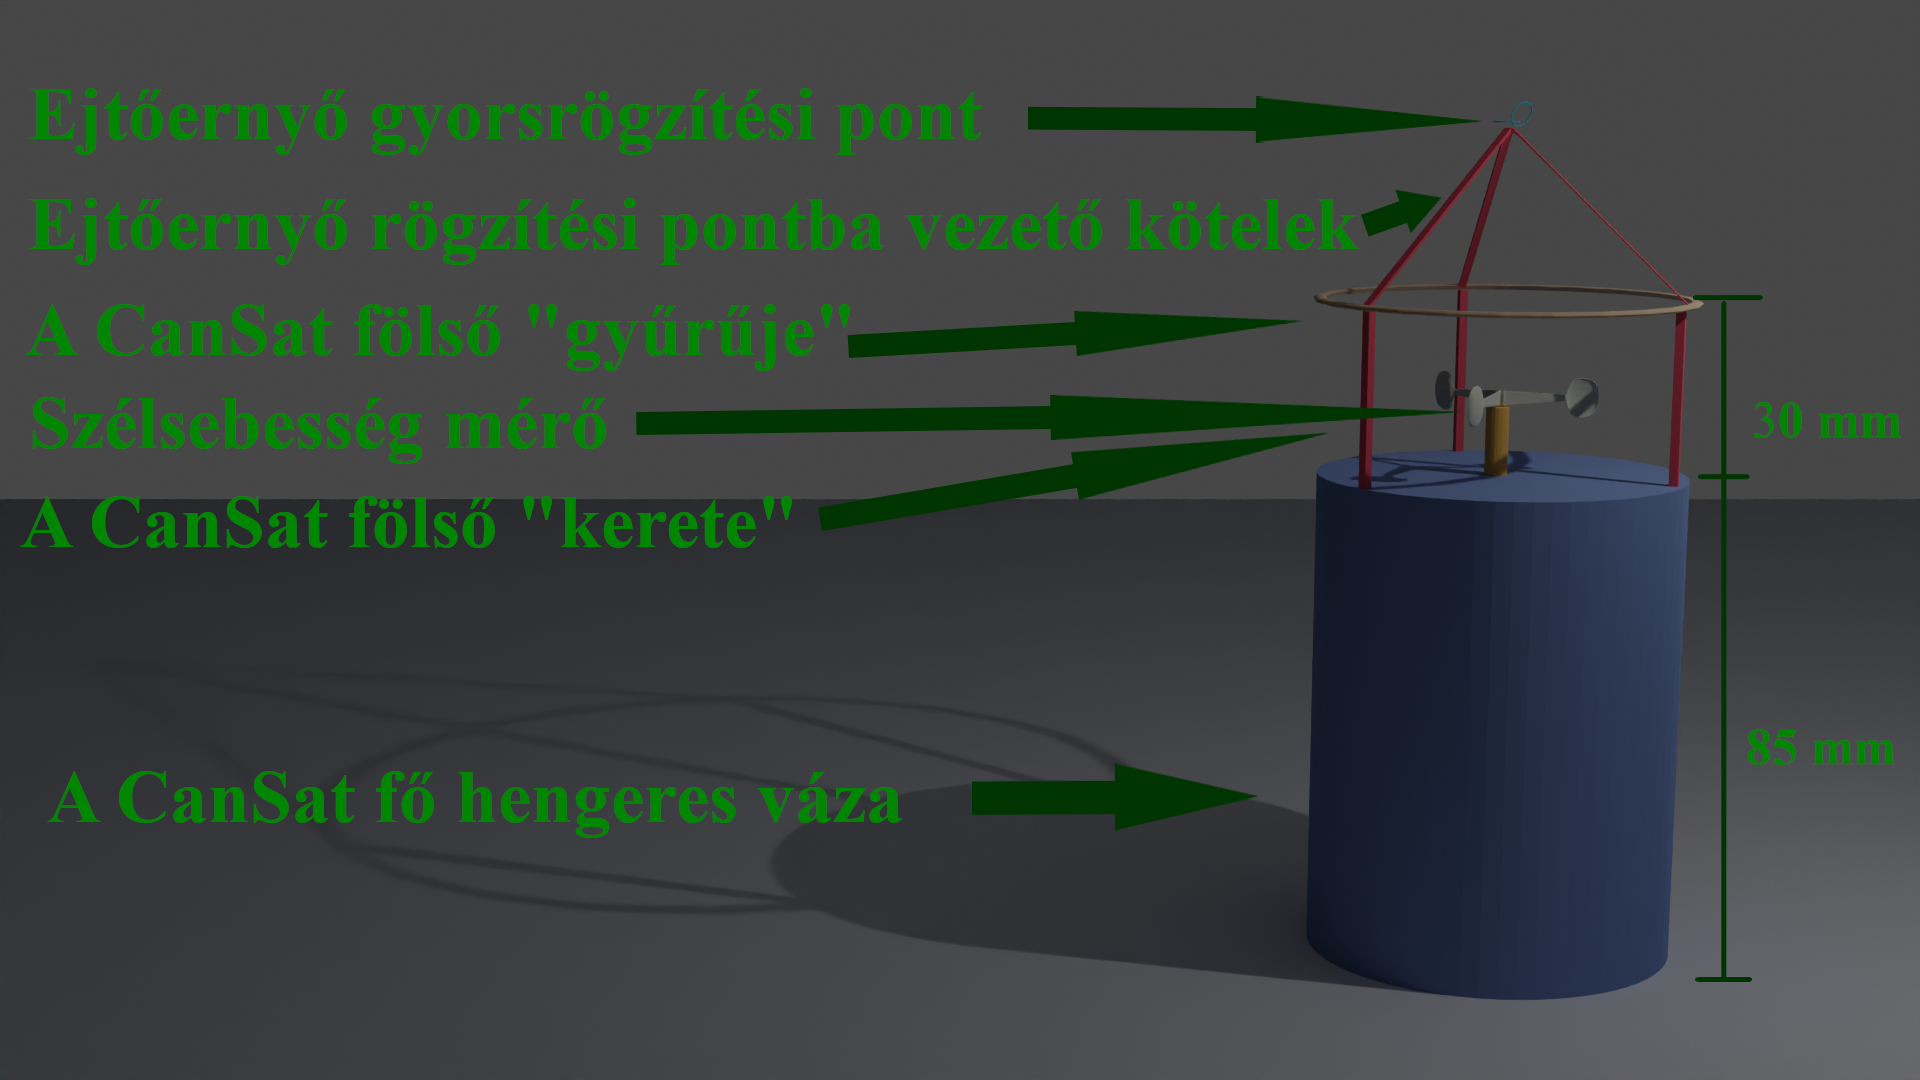 Ejtőernyő gyorsrögzítési pont
Ejtőernyő rögzítési pontba vezető kötelek
A CanSat fölső "gyűrűje"
Szélsebesség mérő
30 mm
A CanSat fölső "kerete"
85 mm
A CanSat fő hengeres váza